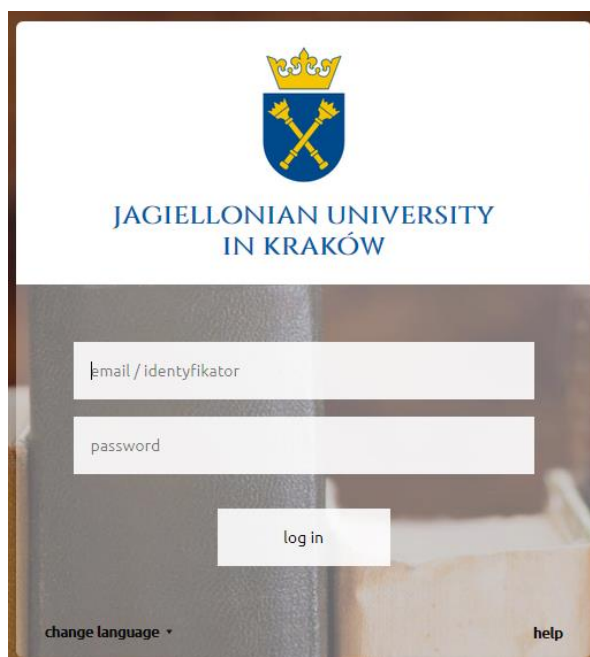 JAGIELLONIAN UNIVERSITY
IN KRAKÓW
email / identyfikator
password
log in
change language
help